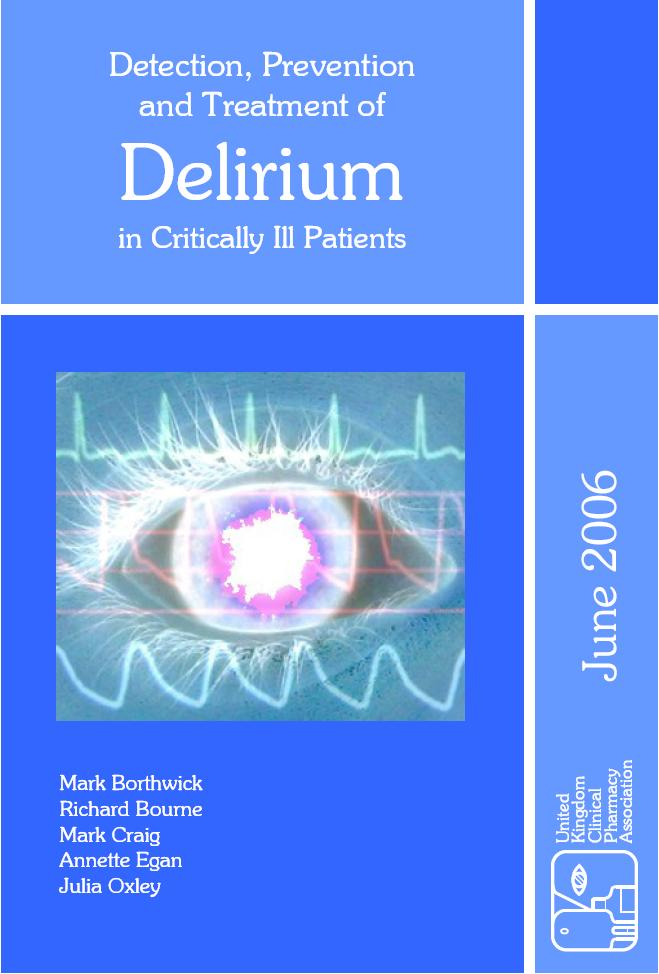 Detection, Prevention
and Treatment of
Delirium
in Critically Ill Patients
June 2006
Mark Borthwick
Richard Bourne
Mark Craig
Annette Egan
Julia Oxley
United
Kingdom
Clinical
Pharmacy
Association